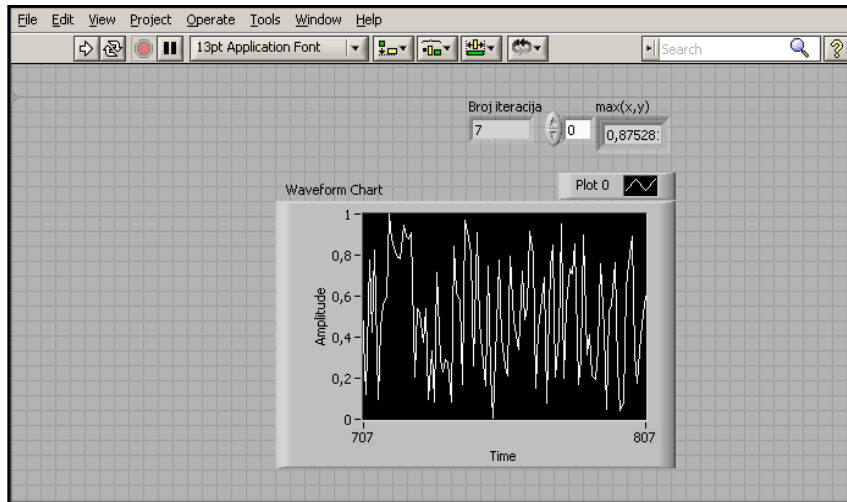 File Edit View Project Operate Tools Window Help
13pt Application Font Search
Broj iteracija max(x,y)
7 0 0,87528
Waveform Chart Plot 0
1
0,8
0,6
0,4
0,2
0
Amplitude
707 807
Time